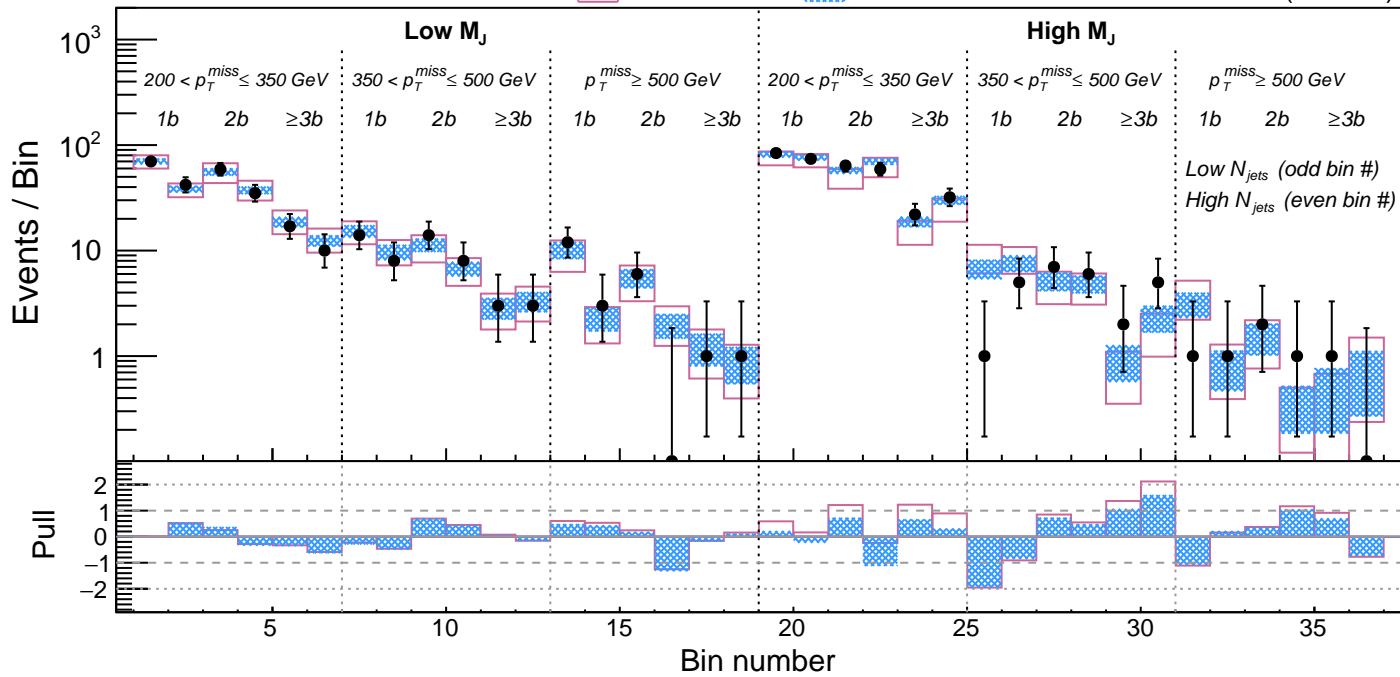 Low M_J High M_J
200 < p_T^miss ≤ 350 GeV 350 < p_T^miss ≤ 500 GeV p_T^miss ≥ 500 GeV 200 < p_T^miss ≤ 350 GeV 350 < p_T^miss ≤ 500 GeV p_T^miss ≥ 500 GeV
1b 2b ≥3b 1b 2b ≥3b 1b 2b ≥3b 1b 2b ≥3b 1b 2b ≥3b 1b 2b ≥3b
Low N_jets (odd bin #)
High N_jets (even bin #)
Events / Bin
10^3
10^2
10
1
Pull
2
1
0
−1
−2
5 10 15 20 25 30 35
Bin number